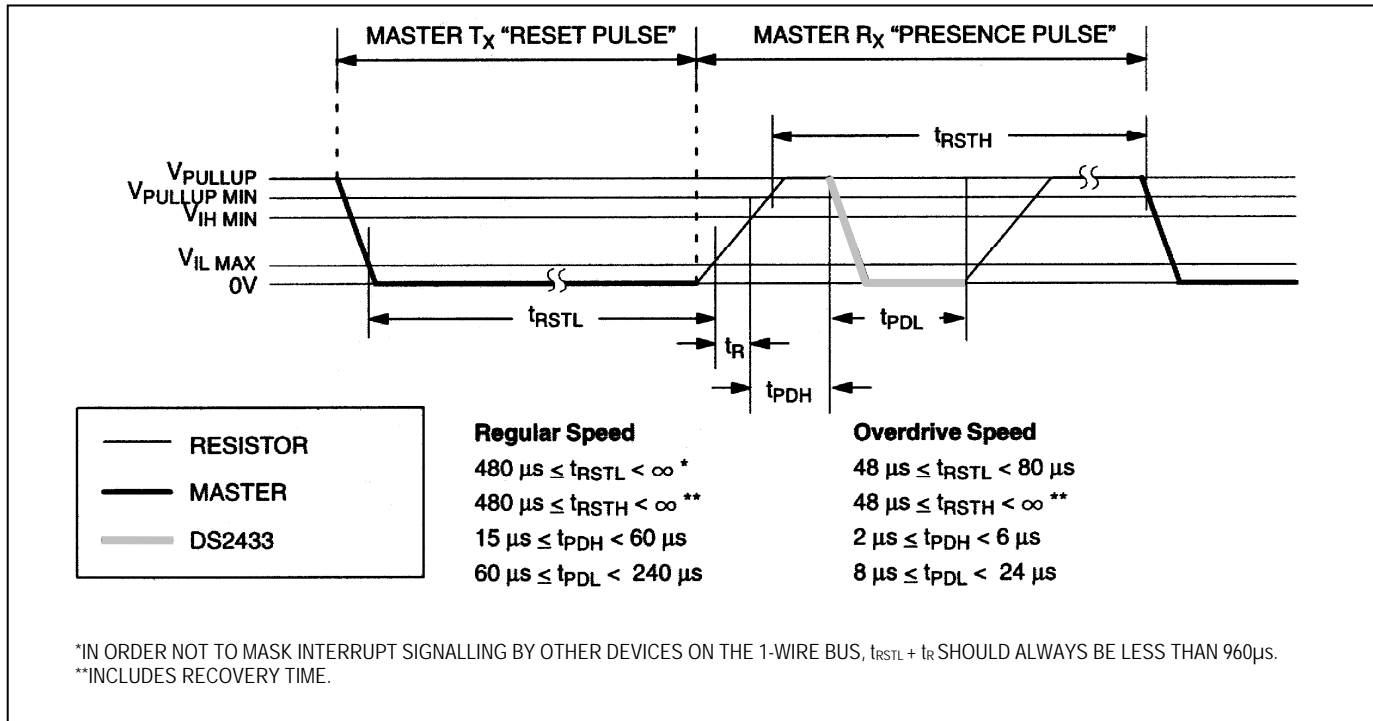 MASTER TX “RESET PULSE” MASTER RX “PRESENCE PULSE”
tRSTH
VPULLUP
VPULLUP MIN
VIH MIN
VIL MAX
0V
tRSTL
tPDL
tR
tPDH
RESISTOR
MASTER
DS2433
Regular Speed
480 μs ≤ tRSTL < ∞ *
480 μs ≤ tRSTH < ∞ **
15 μs ≤ tPDH < 60 μs
60 μs ≤ tPDL < 240 μs
Overdrive Speed
48 μs ≤ tRSTL < 80 μs
48 μs ≤ tRSTH < ∞ **
2 μs ≤ tPDH < 6 μs
8 μs ≤ tPDL < 24 μs
*IN ORDER NOT TO MASK INTERRUPT SIGNALLING BY OTHER DEVICES ON THE 1-WIRE BUS, tRSTL + tR SHOULD ALWAYS BE LESS THAN 960μs.
**INCLUDES RECOVERY TIME.